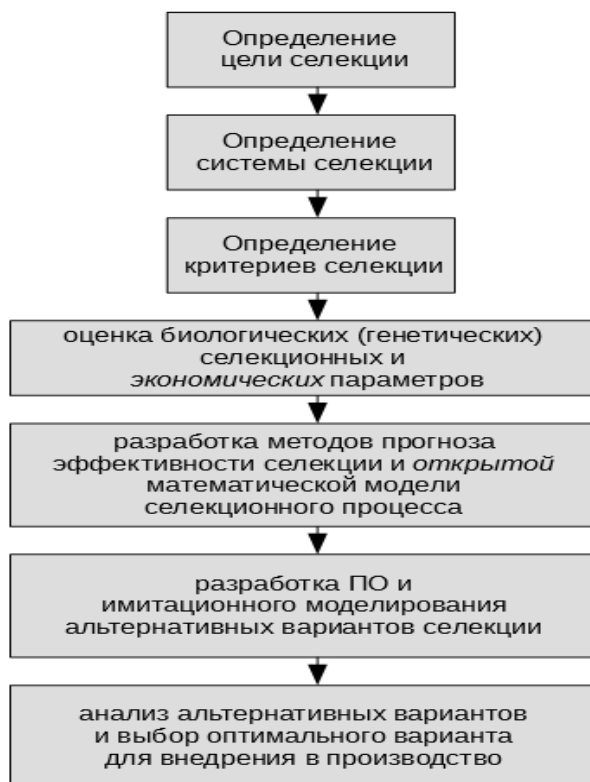 Определение
цели селекции
Определение
системы селекции
Определение
критериев селекции
оценка биологических (генетических)
селекционных и
экономических параметров
разработка методов прогноза
эффективности селекции и открытой
математической модели
селекционного процесса
разработка ПО и
имитационного моделирования
альтернативных вариантов селекции
анализ альтернативных вариантов
и выбор оптимального варианта
для внедрения в производство